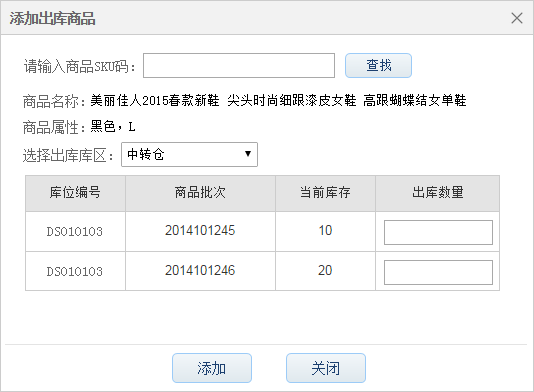 添加出库商品
请输入商品SKU码： 查找
商品名称：美丽佳人2015春款新鞋 尖头时尚细跟漆皮女鞋 高跟蝴蝶结女单鞋
商品属性：黑色，L
选择出库库区：中转仓
库位编号 商品批次 当前库存 出库数量
DS010103 2014101245 10
DS010103 2014101246 20
添加 关闭